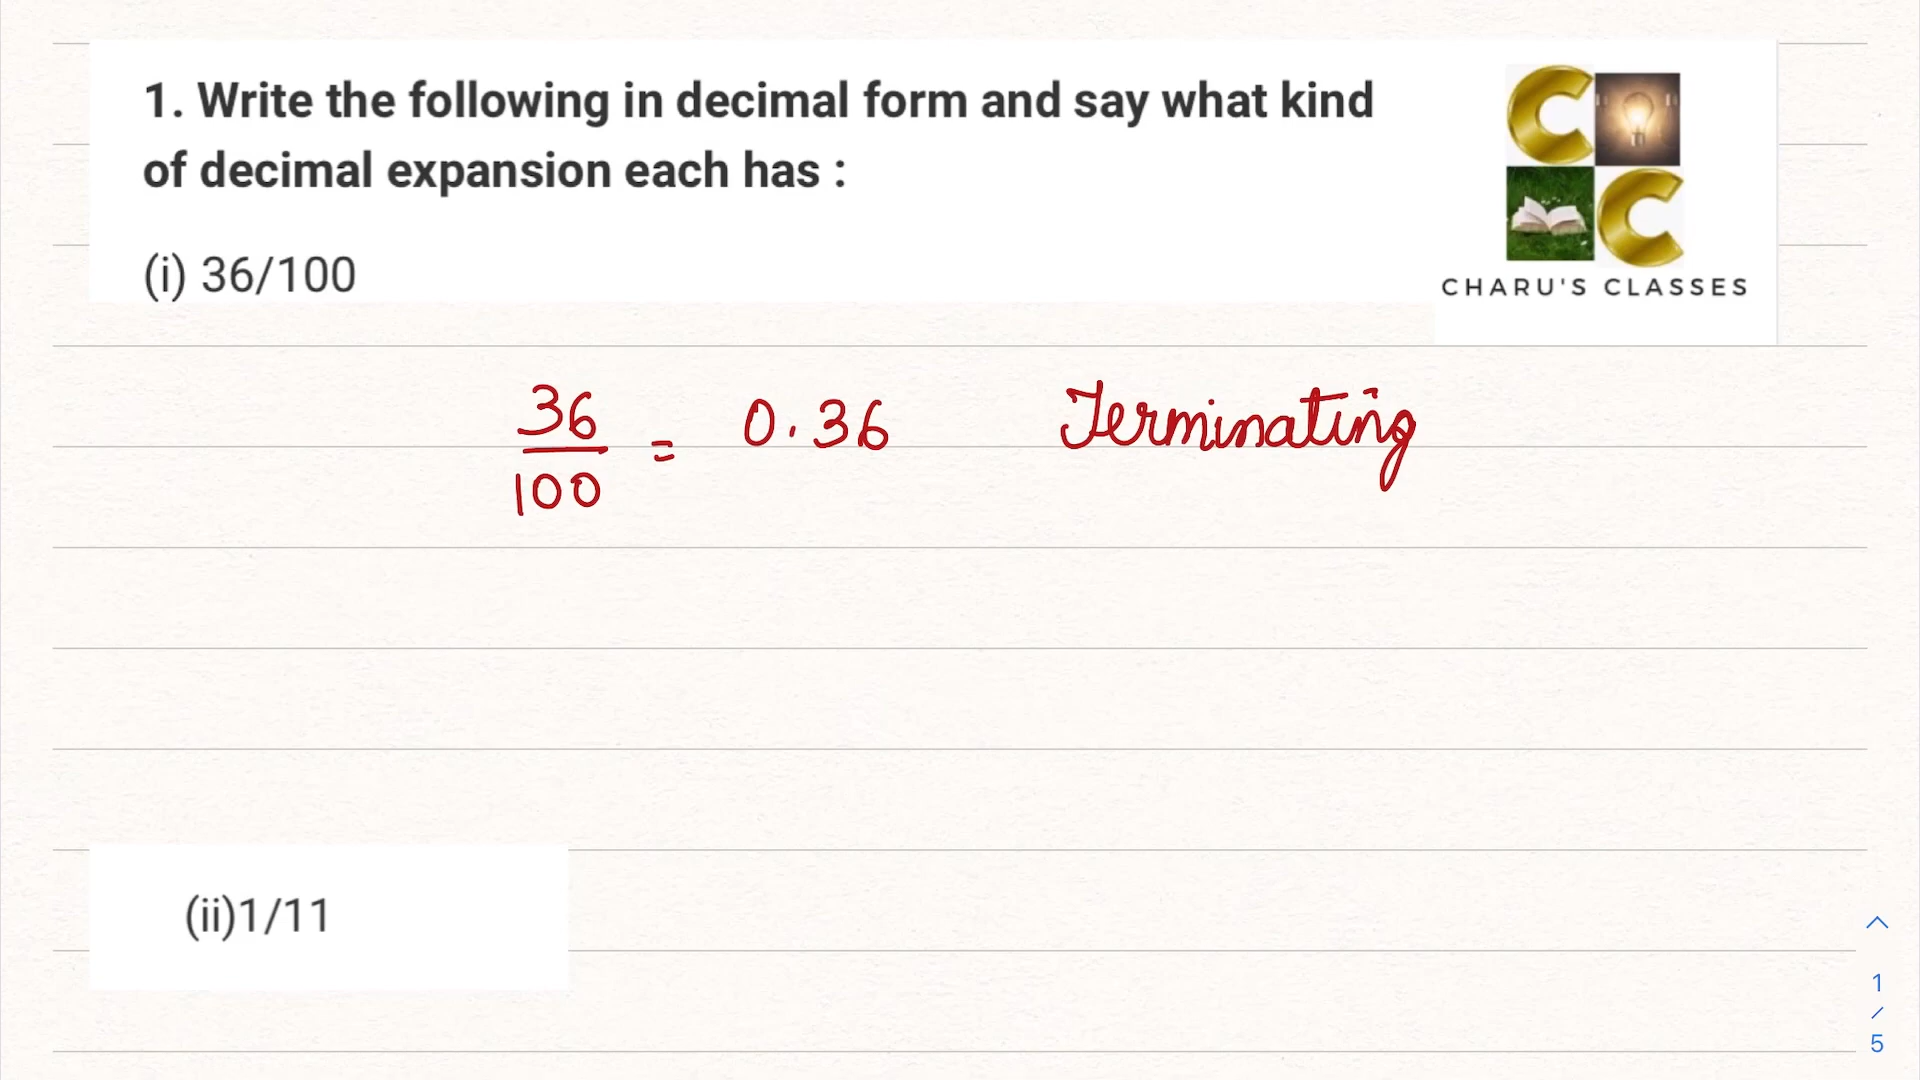 1. Write the following in decimal form and say what kind
of decimal expansion each has :
(i) 36/100
CHARU'S CLASSES
36/100 = 0.36 Terminating
(ii)1/11
1
/
5